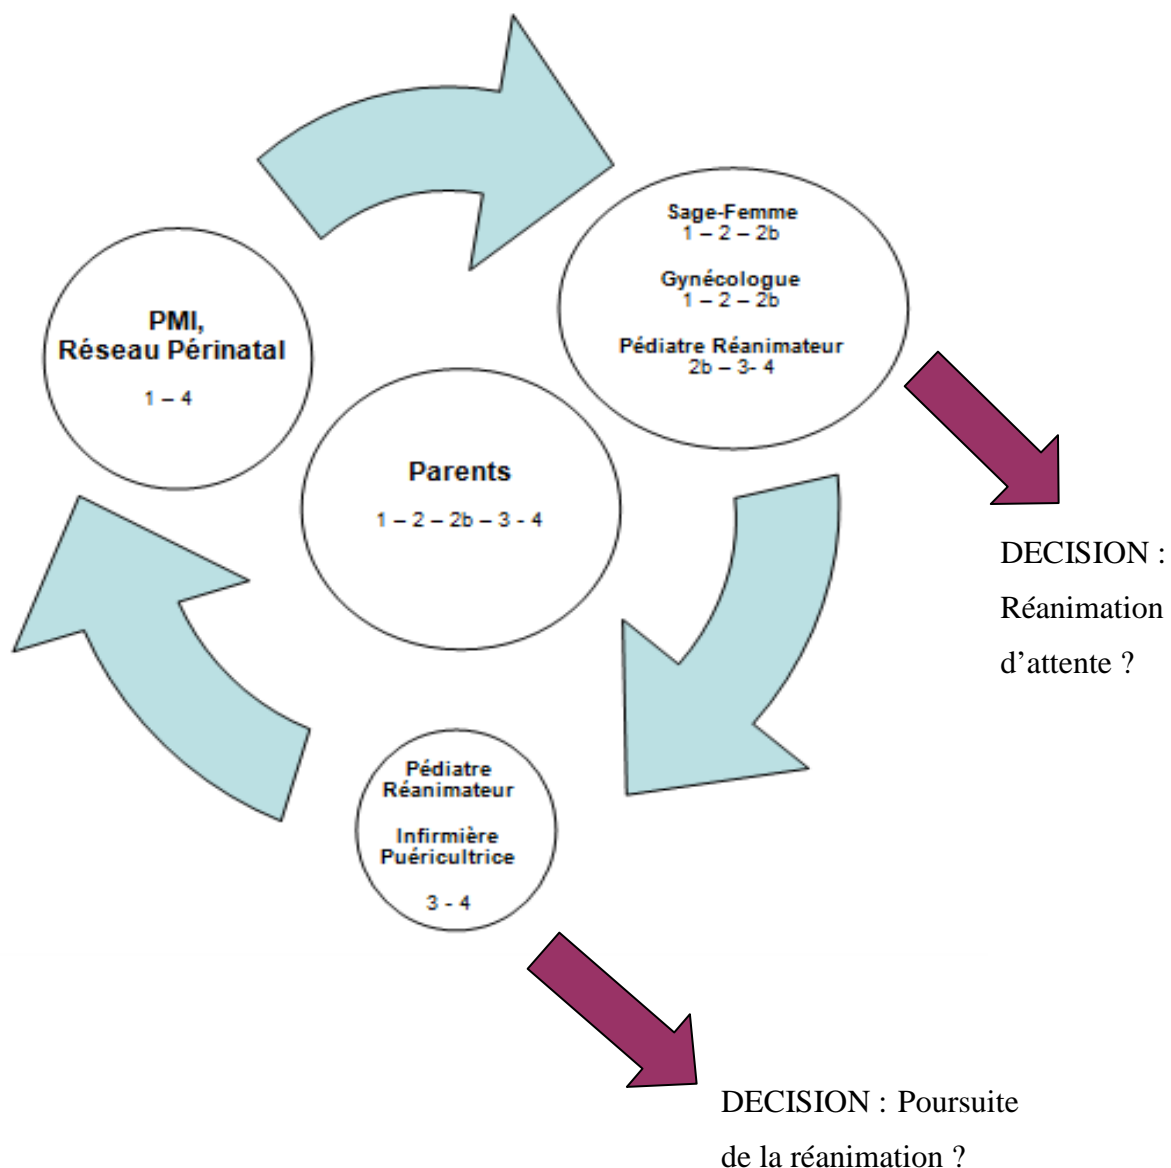 Sage-Femme
1 – 2 – 2b
Gynécologue
1 – 2 – 2b
Pédiatre Réanimateur
2b – 3- 4
PMI,
Réseau Périnatal
1 – 4
Parents
1 – 2 – 2b – 3 - 4
DECISION :
Réanimation
d’attente ?
Pédiatre
Réanimateur
Infirmière
Puéricultrice
3 - 4
DECISION : Poursuite
de la réanimation ?